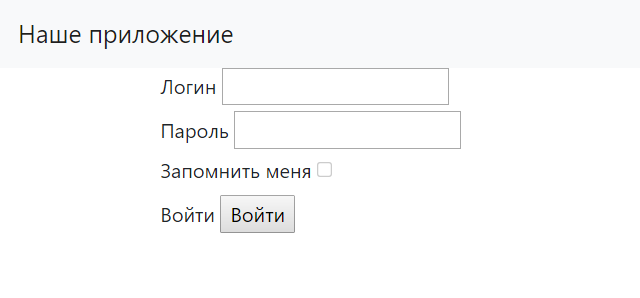 Наше приложение
Логин
Пароль
Запомнить меня
Войти Войти